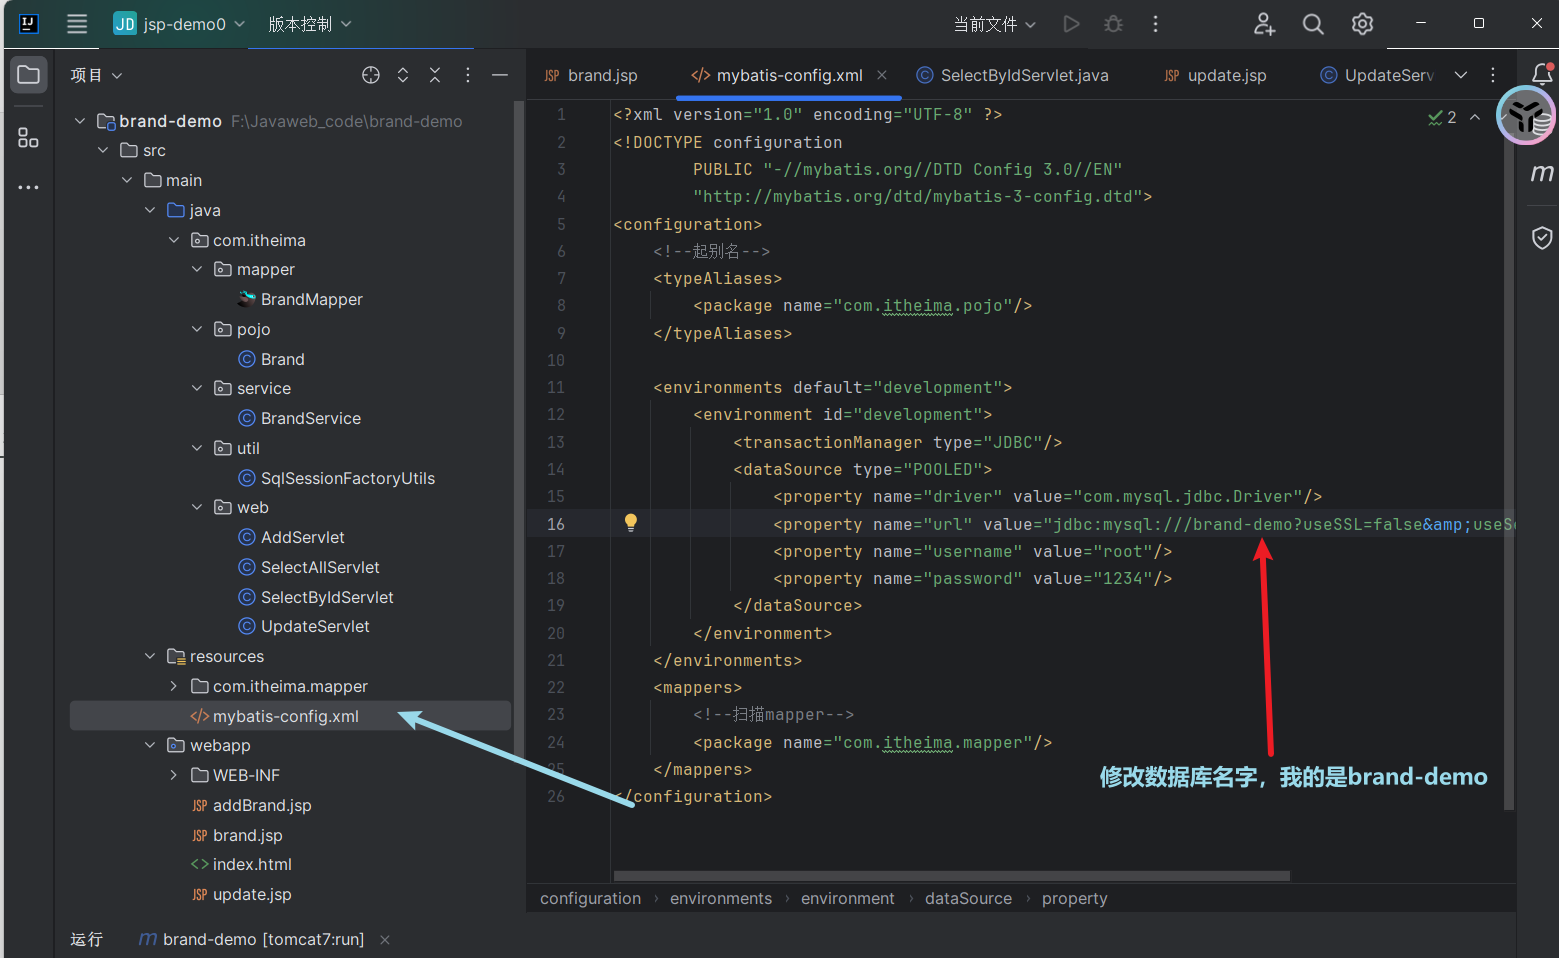 JD jsp-demo0 版本控制 当前文件
项目
brand-demo F:\Javaweb_code\brand-demo
src
main
java
com.itheima
mapper
BrandMapper
pojo
Brand
service
BrandService
util
SqlSessionFactoryUtils
web
AddServlet
SelectAllServlet
SelectByIdServlet
UpdateServlet
resources
com.itheima.mapper
mybatis-config.xml
webapp
WEB-INF
addBrand.jsp
brand.jsp
index.html
update.jsp
brand.jsp mybatis-config.xml SelectByIdServlet.java update.jsp UpdateServ
2
1 <?xml version="1.0" encoding="UTF-8" ?>
2 <!DOCTYPE configuration
3 PUBLIC "-//mybatis.org//DTD Config 3.0//EN"
4 "http://mybatis.org/dtd/mybatis-3-config.dtd">
5 <configuration>
6 <!--起别名-->
7 <typeAliases>
8 <package name="com.itheima.pojo"/>
9 </typeAliases>
10
11 <environments default="development">
12 <environment id="development">
13 <transactionManager type="JDBC"/>
14 <dataSource type="POOLED">
15 <property name="driver" value="com.mysql.jdbc.Driver"/>
16 <property name="url" value="jdbc:mysql:///brand-demo?useSSL=false&amp;useSe
17 <property name="username" value="root"/>
18 <property name="password" value="1234"/>
19 </dataSource>
20 </environment>
21 </environments>
22 <mappers>
23 <!--扫描mapper-->
24 <package name="com.itheima.mapper"/>
25 </mappers>
26 </configuration>
修改数据库名字，我的是brand-demo
configuration › environments › environment › dataSource › property
运行 brand-demo [tomcat7:run]